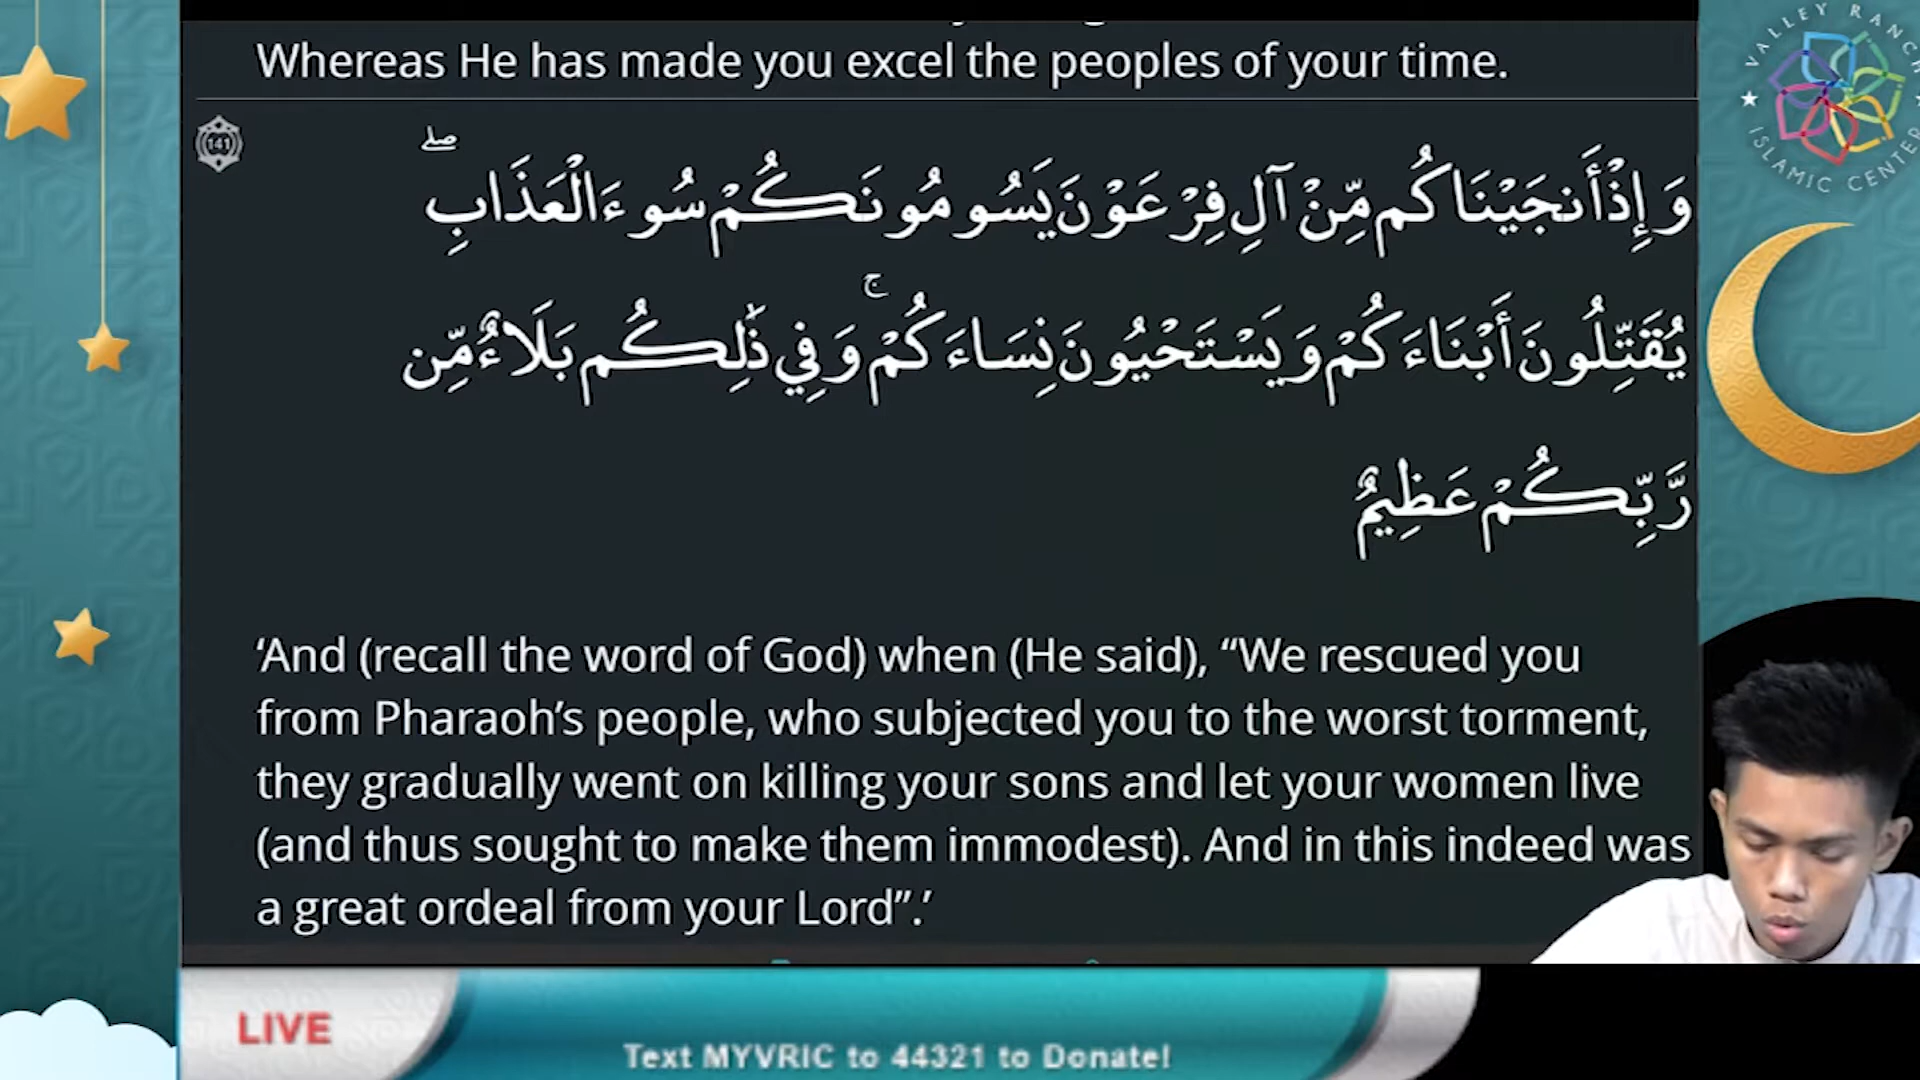 Whereas He has made you excel the peoples of your time.
141
وَإِذْ أَنجَيْنَاكُم مِّنْ آلِ فِرْعَوْنَ يَسُومُونَكُمْ سُوءَ الْعَذَابِ ۖ
يُقَتِّلُونَ أَبْنَاءَكُمْ وَيَسْتَحْيُونَ نِسَاءَكُمْ ۚ وَفِي ذَٰلِكُم بَلَاءٌ مِّن
رَّبِّكُمْ عَظِيمٌ
‘And (recall the word of God) when (He said), “We rescued you
from Pharaoh’s people, who subjected you to the worst torment,
they gradually went on killing your sons and let your women live
(and thus sought to make them immodest). And in this indeed was
a great ordeal from your Lord”.’
VALLEY RANCH
ISLAMIC CENTER
LIVE
Text MYVRIC to 44321 to Donate!